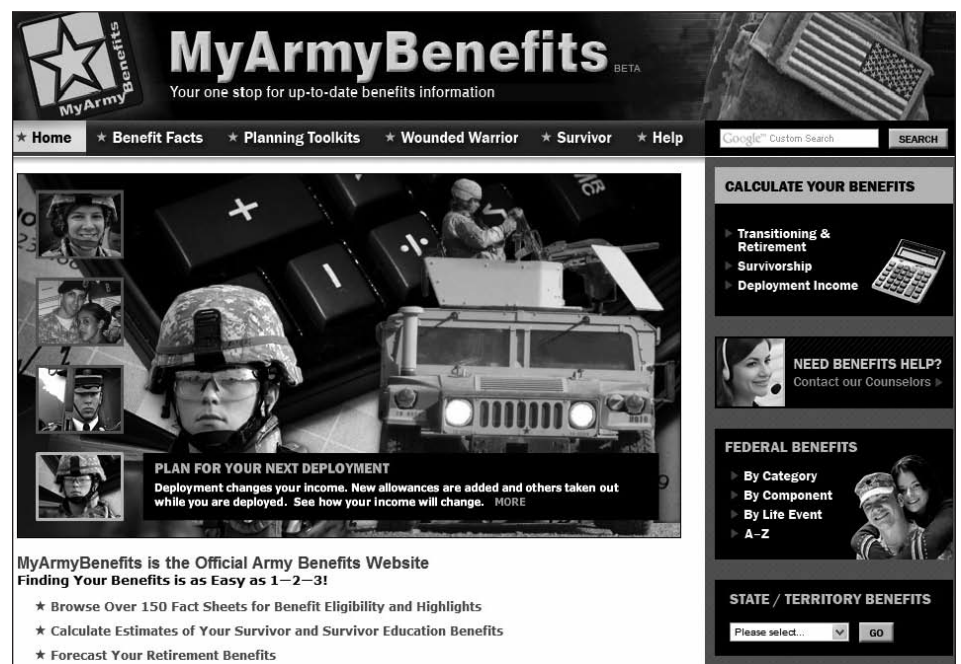 MyArmyBenefits
MyArmyBenefits BETA
Your one stop for up-to-date benefits information
Home
Benefit Facts
Planning Toolkits
Wounded Warrior
Survivor
Help
Google™ Custom Search
SEARCH
PLAN FOR YOUR NEXT DEPLOYMENT
Deployment changes your income. New allowances are added and others taken out
while you are deployed. See how your income will change. MORE
MyArmyBenefits is the Official Army Benefits Website
Finding Your Benefits is as Easy as 1—2—3!
Browse Over 150 Fact Sheets for Benefit Eligibility and Highlights
Calculate Estimates of Your Survivor and Survivor Education Benefits
Forecast Your Retirement Benefits
CALCULATE YOUR BENEFITS
Transitioning &
Retirement
Survivorship
Deployment Income
NEED BENEFITS HELP?
Contact our Counselors
FEDERAL BENEFITS
By Category
By Component
By Life Event
A–Z
STATE / TERRITORY BENEFITS
Please select...
GO